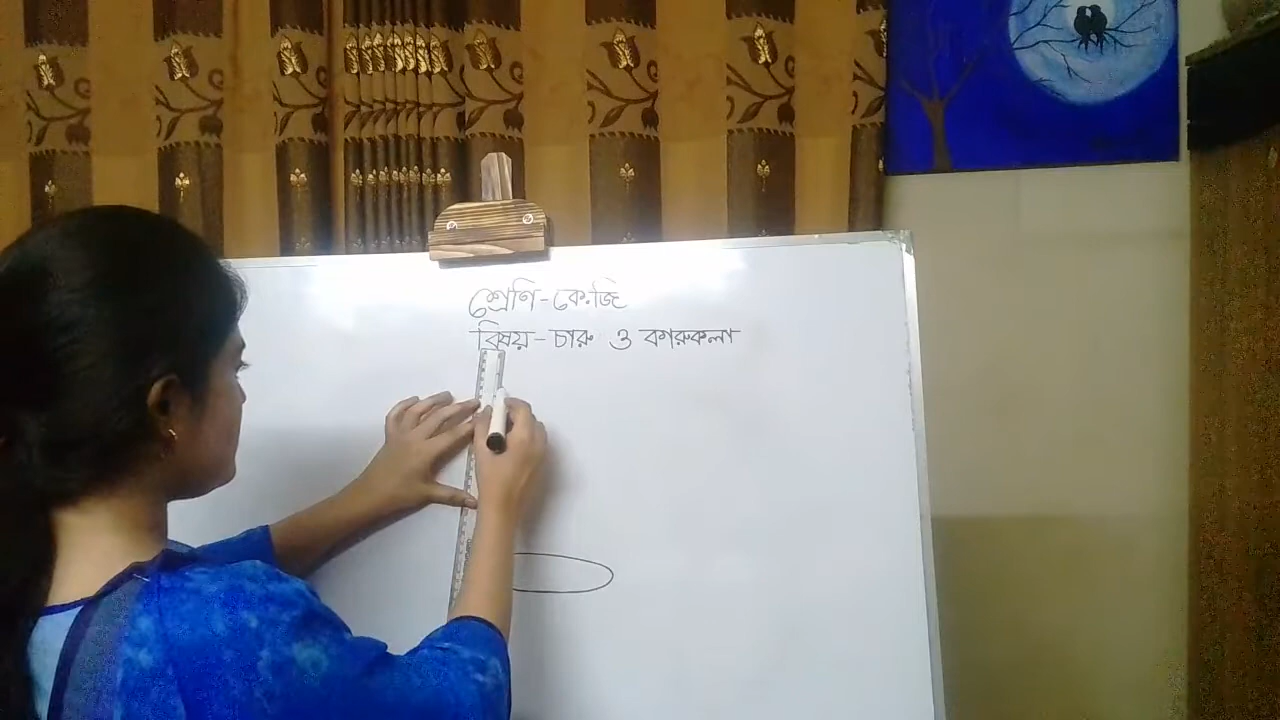 শ্রেণি - কে.জি
বিষয় - চারু ও কারুকলা